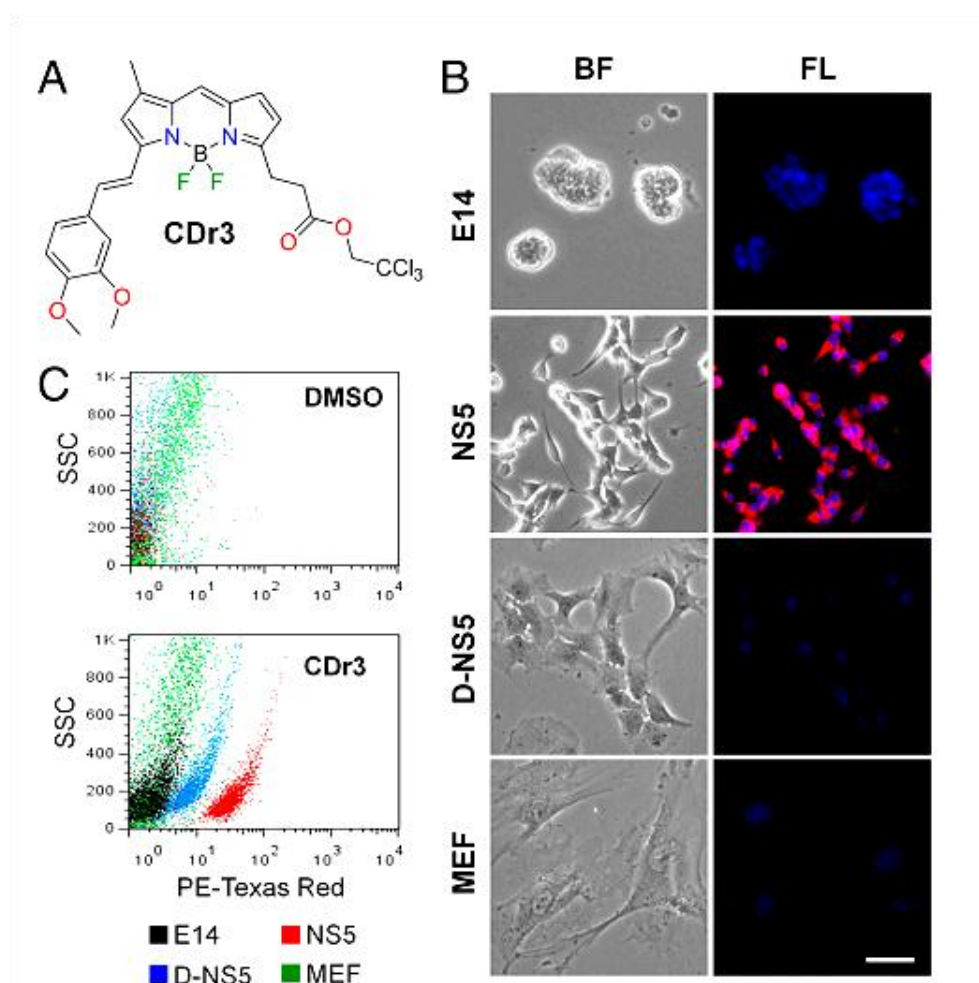 A
N
B
N
F
F
CDr3
O
O
CCl3
O
O
B
BF
FL
E14
NS5
D-NS5
MEF
C
DMSO
SSC
1K
800
600
400
200
0
10^0
10^1
10^2
10^3
10^4
CDr3
SSC
1K
800
600
400
200
0
10^0
10^1
10^2
10^3
10^4
PE-Texas Red
E14
NS5
D-NS5
MEF